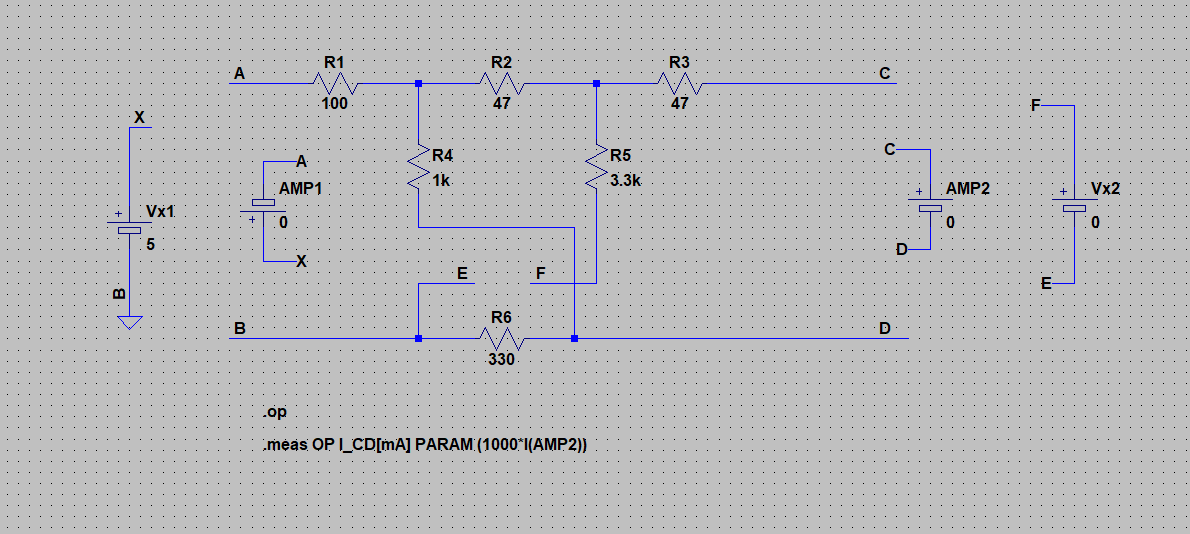 A
R1
100
R2
47
R3
47
C
X
F
R4
1k
R5
3.3k
C
A
AMP1
+
0
X
+
Vx1
5
B
+
AMP2
0
D
+
Vx2
0
E
E
F
B
R6
330
D
.op
.meas OP I_CD[mA] PARAM (1000*I(AMP2))